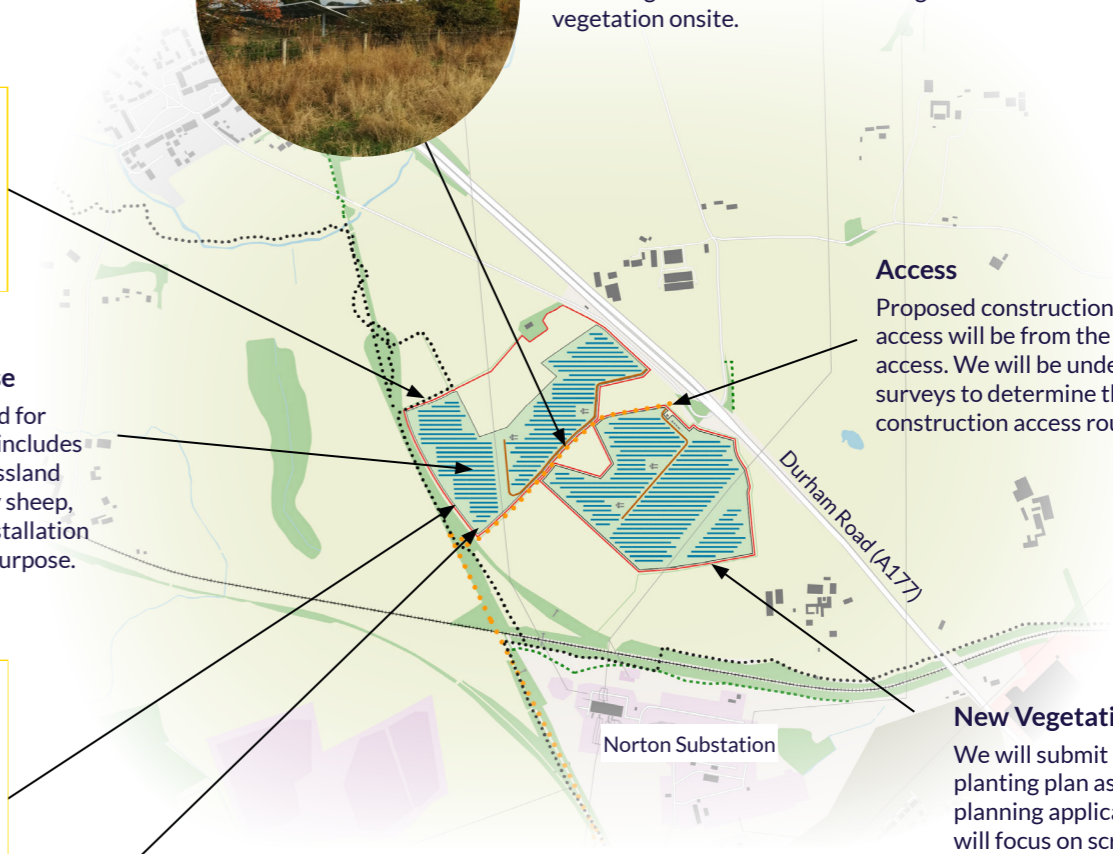 vegetation onsite.
se
d for
includes
ssland
y sheep,
stallation
urpose.
Access
Proposed construction
access will be from the
access. We will be unde
surveys to determine th
construction access rou
Durham Road (A177)
Norton Substation
New Vegetati
We will submit
planting plan as
planning applica
will focus on scr